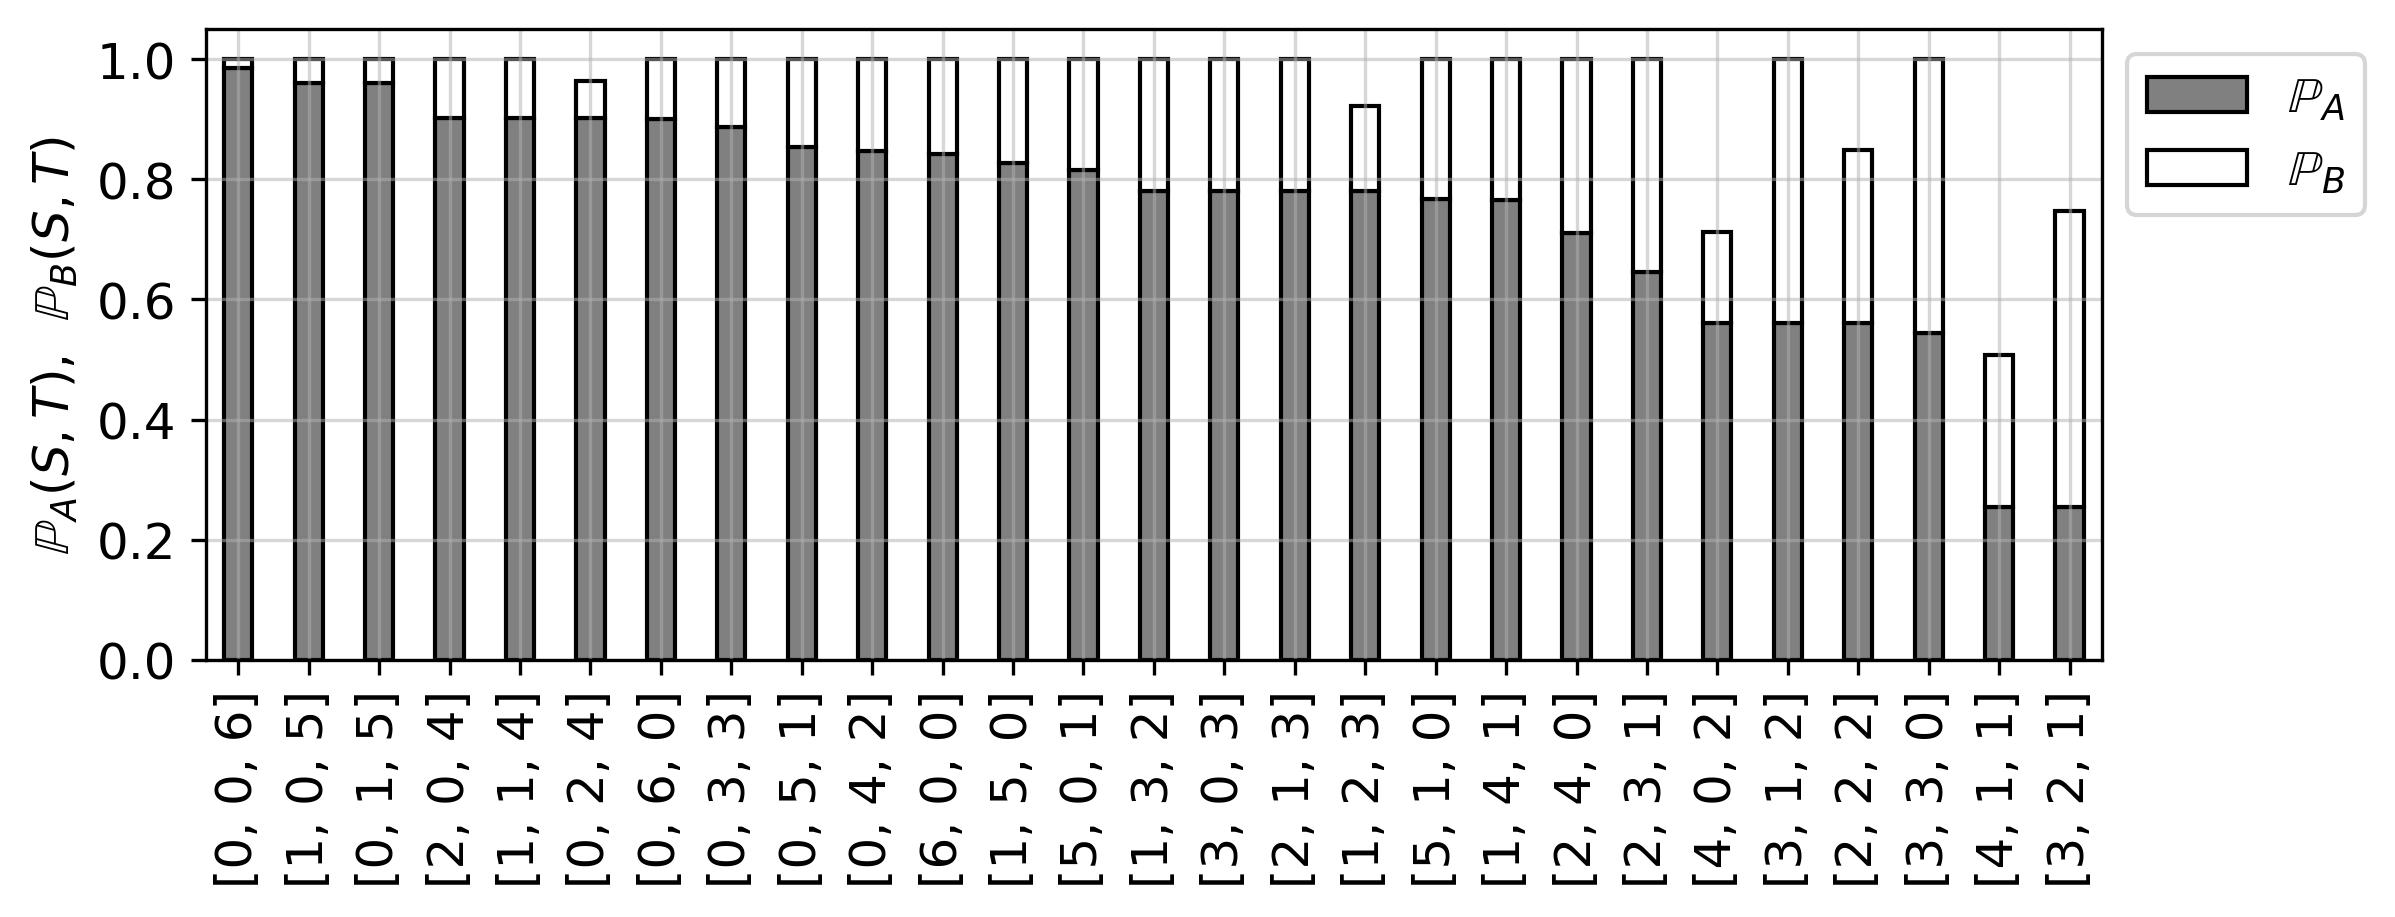 ℙ_A(S, T), ℙ_B(S, T)
1.0
0.8
0.6
0.4
0.2
0.0
[0, 0, 6]
[1, 0, 5]
[0, 1, 5]
[2, 0, 4]
[1, 1, 4]
[0, 2, 4]
[0, 6, 0]
[0, 3, 3]
[0, 5, 1]
[0, 4, 2]
[6, 0, 0]
[1, 5, 0]
[5, 0, 1]
[1, 3, 2]
[3, 0, 3]
[2, 1, 3]
[1, 2, 3]
[5, 1, 0]
[1, 4, 1]
[2, 4, 0]
[2, 3, 1]
[4, 0, 2]
[3, 1, 2]
[2, 2, 2]
[3, 3, 0]
[4, 1, 1]
[3, 2, 1]
ℙ_A
ℙ_B